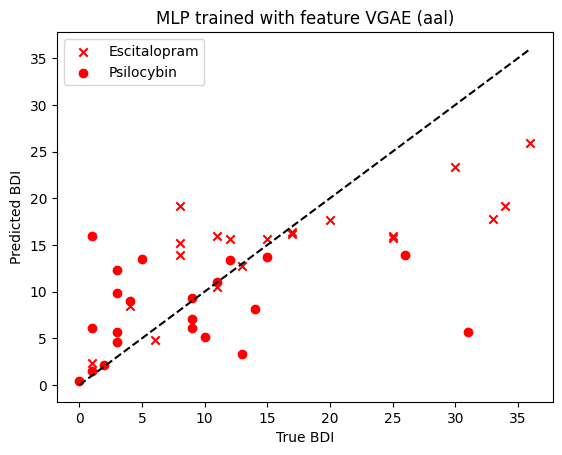 MLP trained with feature VGAE (aal)
Escitalopram
Psilocybin
Predicted BDI
35
30
25
20
15
10
5
0
0 5 10 15 20 25 30 35
True BDI